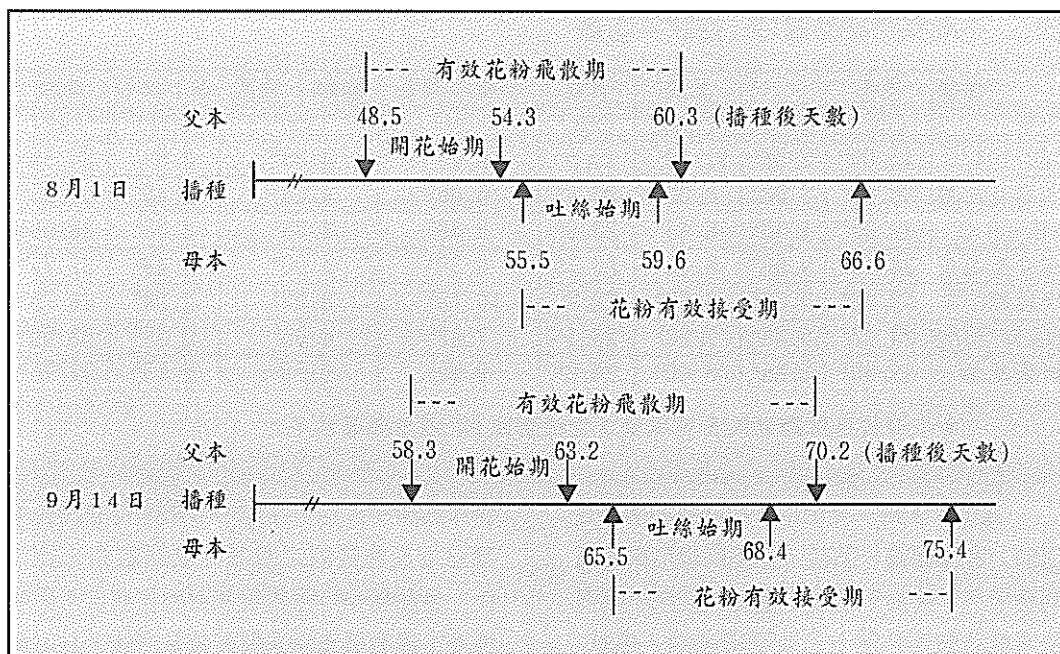 有效花粉飛散期
父本 48.5 54.3 60.3 (播種後天數)
開花始期
8月1日 播種
吐絲始期
母本 55.5 59.6 66.6
花粉有效接受期
有效花粉飛散期
父本 58.3 63.2 70.2 (播種後天數)
開花始期
9月14日 播種
吐絲始期
母本 65.5 68.4 75.4
花粉有效接受期